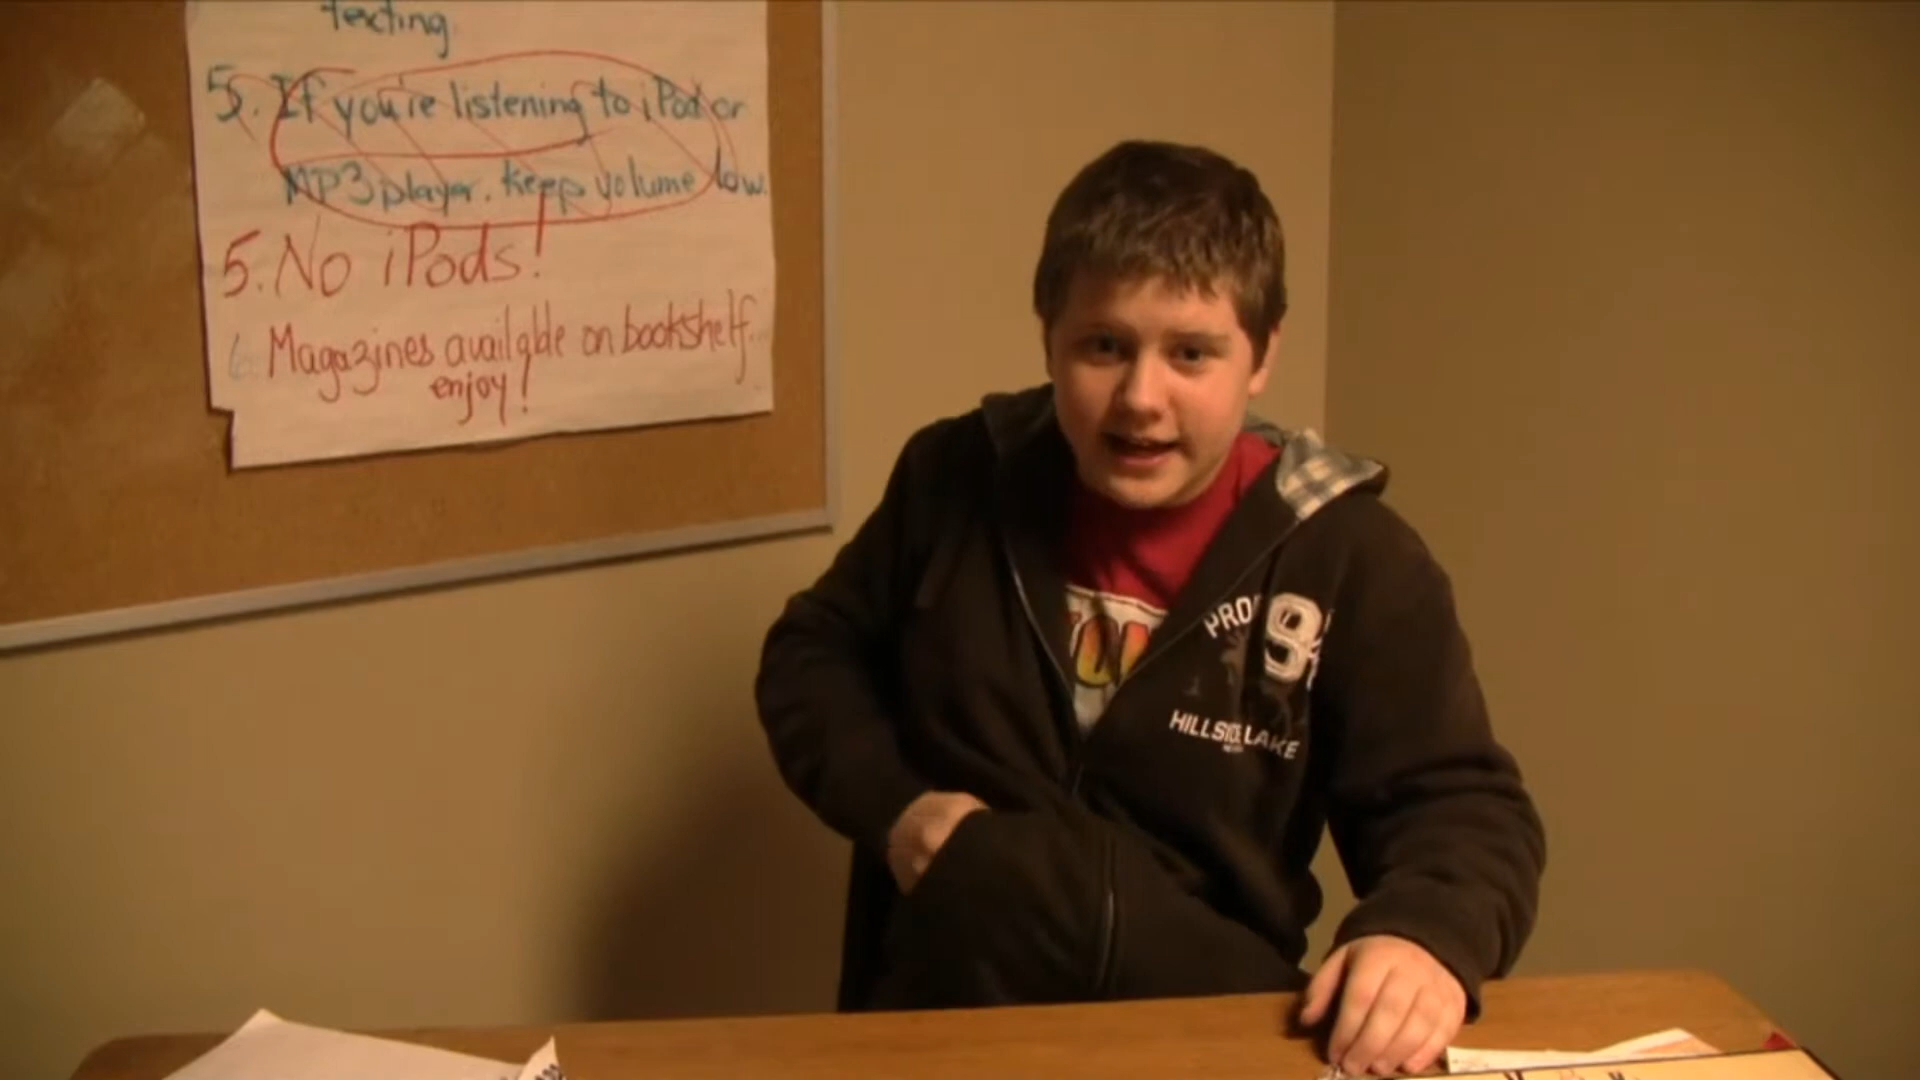 texting.
5. If you're listening to iPod or
MP3 player. Keep volume low.
5. No iPods!
6. Magazines available on bookshelf.
enjoy!
PRO
9
HILLSIDE LAKE